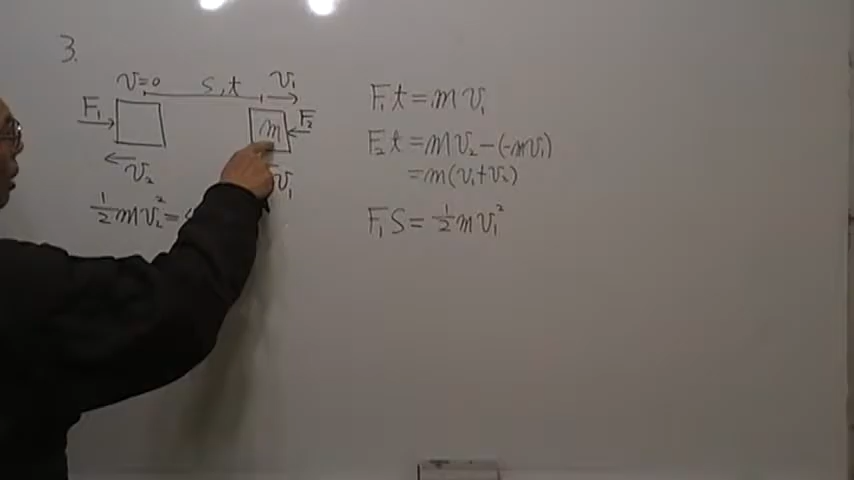 3.
v=0 s,t v₁
F₁ m F₂
v₂ v₁
½mv₂²=
F₁t=mv₁
F₂t=mv₂-(-mv₁)
=m(v₁+v₂)
F₁S=½mv₁²